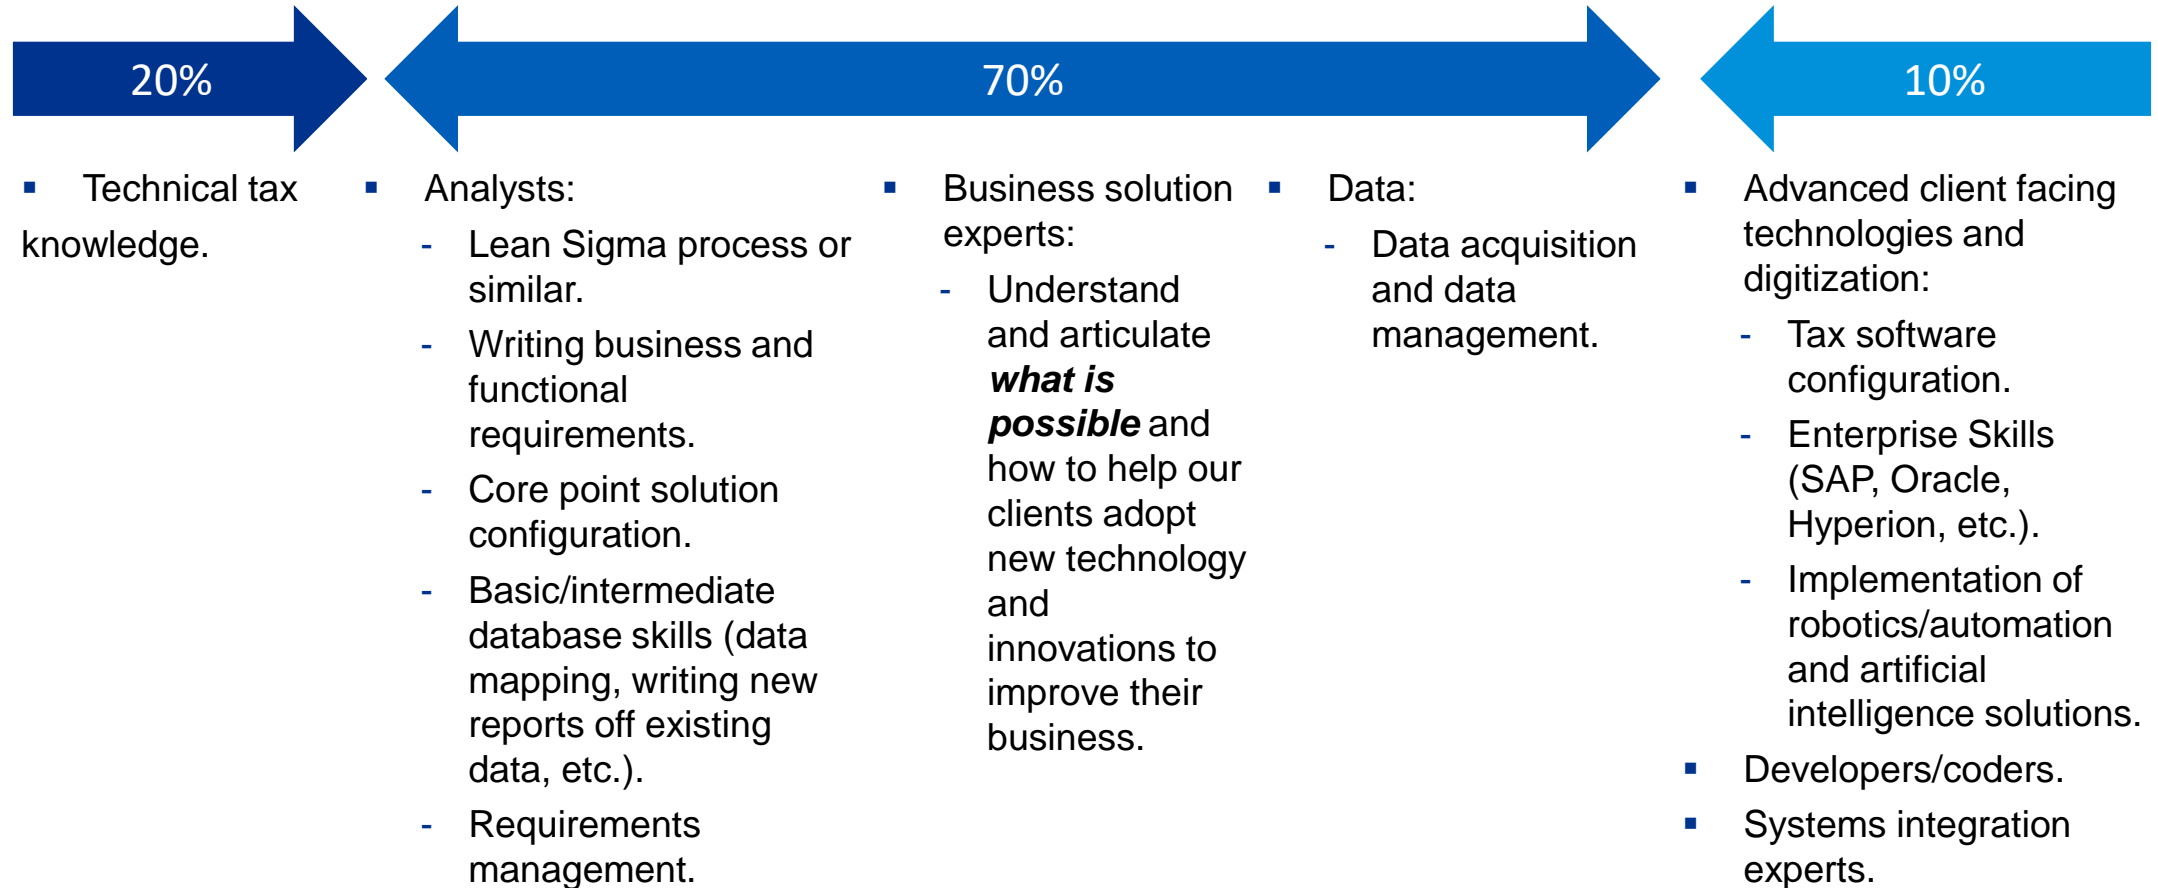 20%
70%
10%
▪ Technical tax
knowledge.
▪ Analysts:
- Lean Sigma process or
similar.
- Writing business and
functional
requirements.
- Core point solution
configuration.
- Basic/intermediate
database skills (data
mapping, writing new
reports off existing
data, etc.).
- Requirements
management.
▪ Business solution
experts:
- Understand
and articulate
what is
possible and
how to help our
clients adopt
new technology
and
innovations to
improve their
business.
▪ Data:
- Data acquisition
and data
management.
▪ Advanced client facing
technologies and
digitization:
- Tax software
configuration.
- Enterprise Skills
(SAP, Oracle,
Hyperion, etc.).
- Implementation of
robotics/automation
and artificial
intelligence solutions.
▪ Developers/coders.
▪ Systems integration
experts.